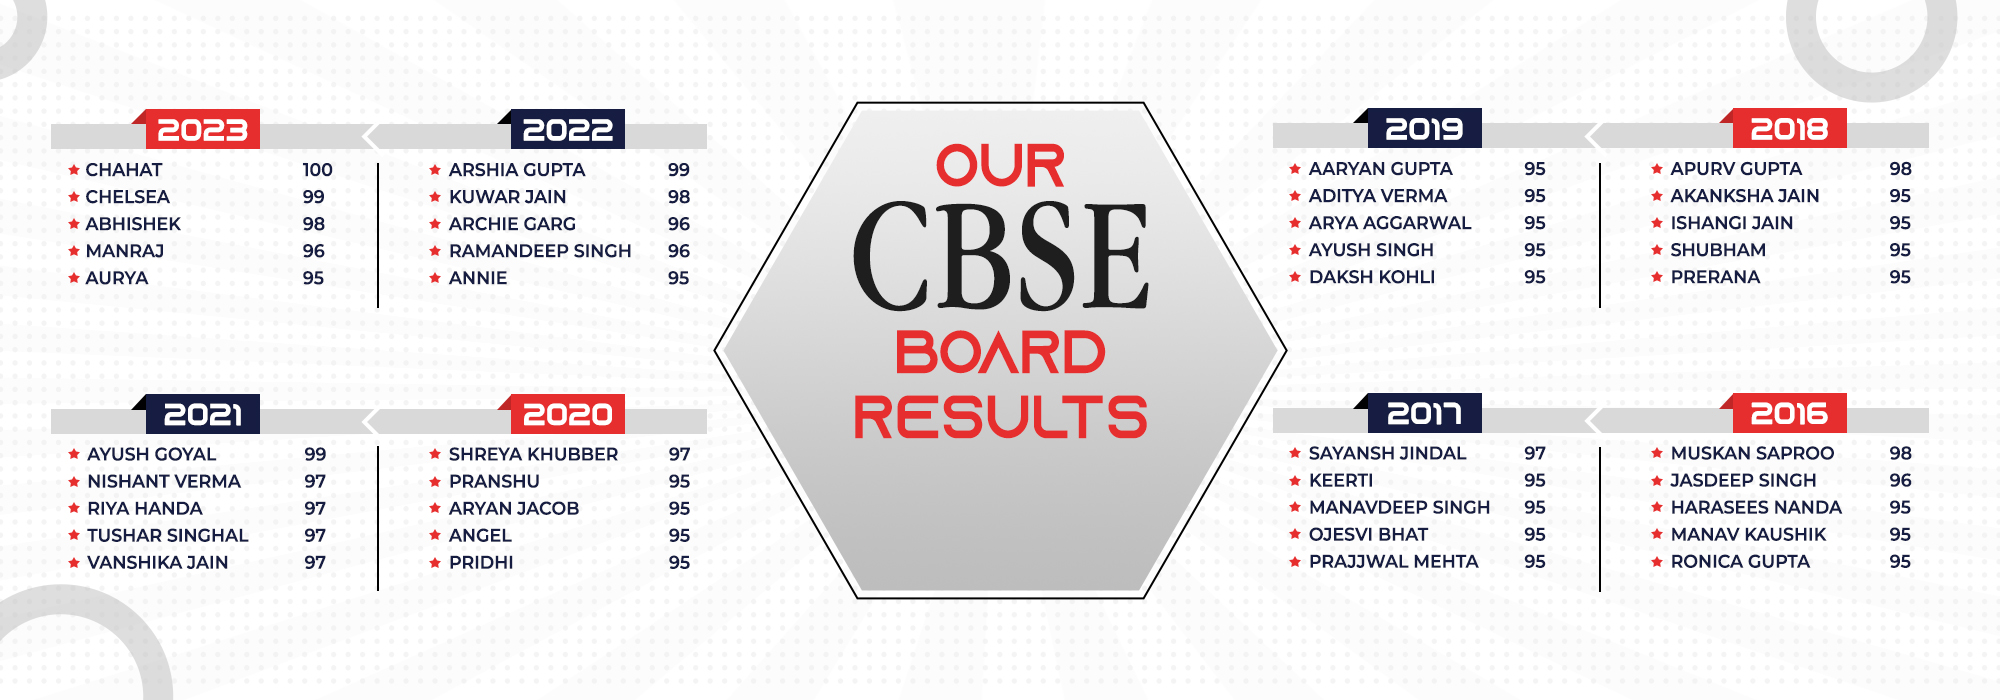 2023
CHAHAT 100
CHELSEA 99
ABHISHEK 98
MANRAJ 96
AURYA 95
2022
ARSHIA GUPTA 99
KUWAR JAIN 98
ARCHIE GARG 96
RAMANDEEP SINGH 96
ANNIE 95
2021
AYUSH GOYAL 99
NISHANT VERMA 97
RIYA HANDA 97
TUSHAR SINGHAL 97
VANSHIKA JAIN 97
2020
SHREYA KHUBBER 97
PRANSHU 95
ARYAN JACOB 95
ANGEL 95
PRIDHI 95
OUR
CBSE
BOARD
RESULTS
2019
AARYAN GUPTA 95
ADITYA VERMA 95
ARYA AGGARWAL 95
AYUSH SINGH 95
DAKSH KOHLI 95
2018
APURV GUPTA 98
AKANKSHA JAIN 95
ISHANGI JAIN 95
SHUBHAM 95
PRERANA 95
2017
SAYANSH JINDAL 97
KEERTI 95
MANAVDEEP SINGH 95
OJESVI BHAT 95
PRAJJWAL MEHTA 95
2016
MUSKAN SAPROO 98
JASDEEP SINGH 96
HARASEES NANDA 95
MANAV KAUSHIK 95
RONICA GUPTA 95